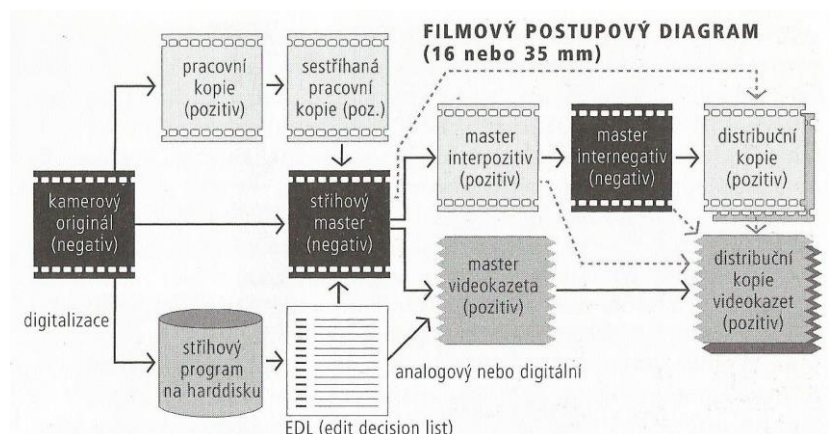 FILMOVÝ POSTUPOVÝ DIAGRAM
(16 nebo 35 mm)
pracovní
kopie
(pozitiv)
sestříhaná
pracovní
kopie (poz.)
master
interpozitiv
(pozitiv)
master
internegativ
(negativ)
distribuční
kopie
(pozitiv)
kamerový
originál
(negativ)
střihový
master
(negativ)
master
videokazeta
(pozitiv)
distribuční
kopie
videokazet
(pozitiv)
digitalizace
střihový
program
na harddisku
analogový nebo digitální
EDL (edit decision list)